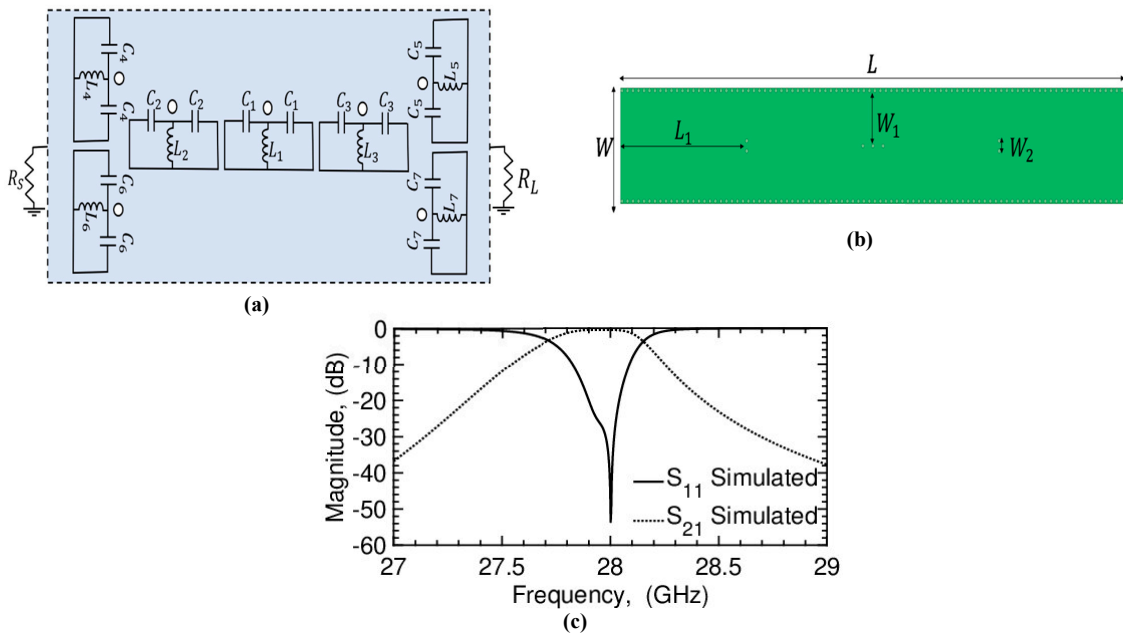 C₄
L₄
C₄
C₆
L₆
C₆
R_S
C₂ C₂
L₂
C₁ C₁
L₁
C₃ C₃
L₃
C₅
L₅
C₅
C₇
L₇
C₇
R_L
(a)
L
L₁
W
W₁
W₂
(b)
0
-10
-20
-30
-40
-50
-60
Magnitude, (dB)
S₁₁ Simulated
S₂₁ Simulated
27 27.5 28 28.5 29
Frequency, (GHz)
(c)